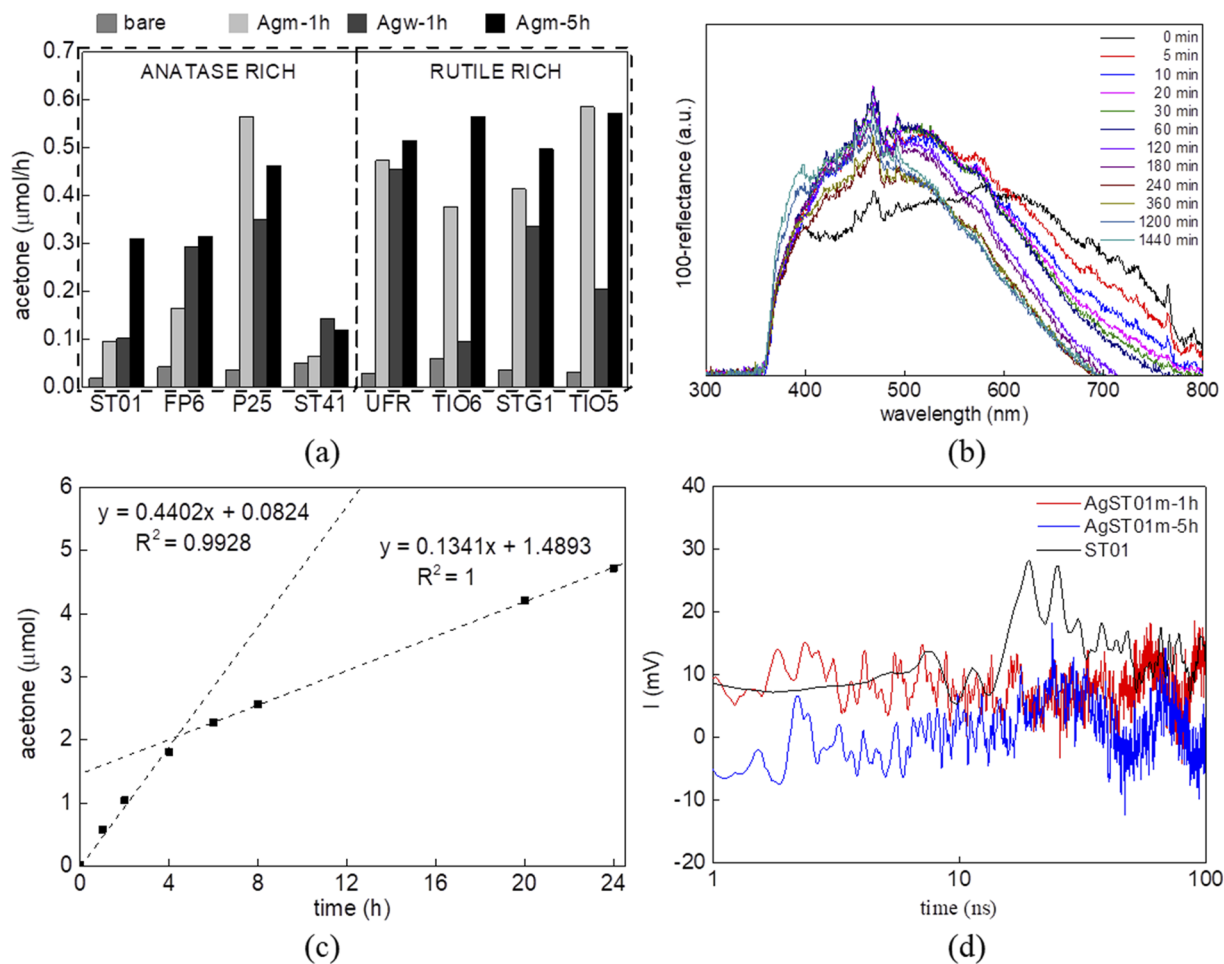 bare Agm-1h Agw-1h Agm-5h
0.7
0.6
0.5
0.4
0.3
0.2
0.1
0.0
acetone (μmol/h)
ANATASE RICH RUTILE RICH
ST01 FP6 P25 ST41 UFR TIO6 STG1 TIO5
(a)
100-reflectance (a.u.)
0 min
5 min
10 min
20 min
30 min
60 min
120 min
180 min
240 min
360 min
1200 min
1440 min
300 400 500 600 700 800
wavelength (nm)
(b)
6
5
4
3
2
1
0
acetone (μmol)
y = 0.4402x + 0.0824
R² = 0.9928
y = 0.1341x + 1.4893
R² = 1
0 4 8 12 16 20 24
time (h)
(c)
40
30
20
10
0
-10
-20
I (mV)
AgST01m-1h
AgST01m-5h
ST01
1 10 100
time (ns)
(d)